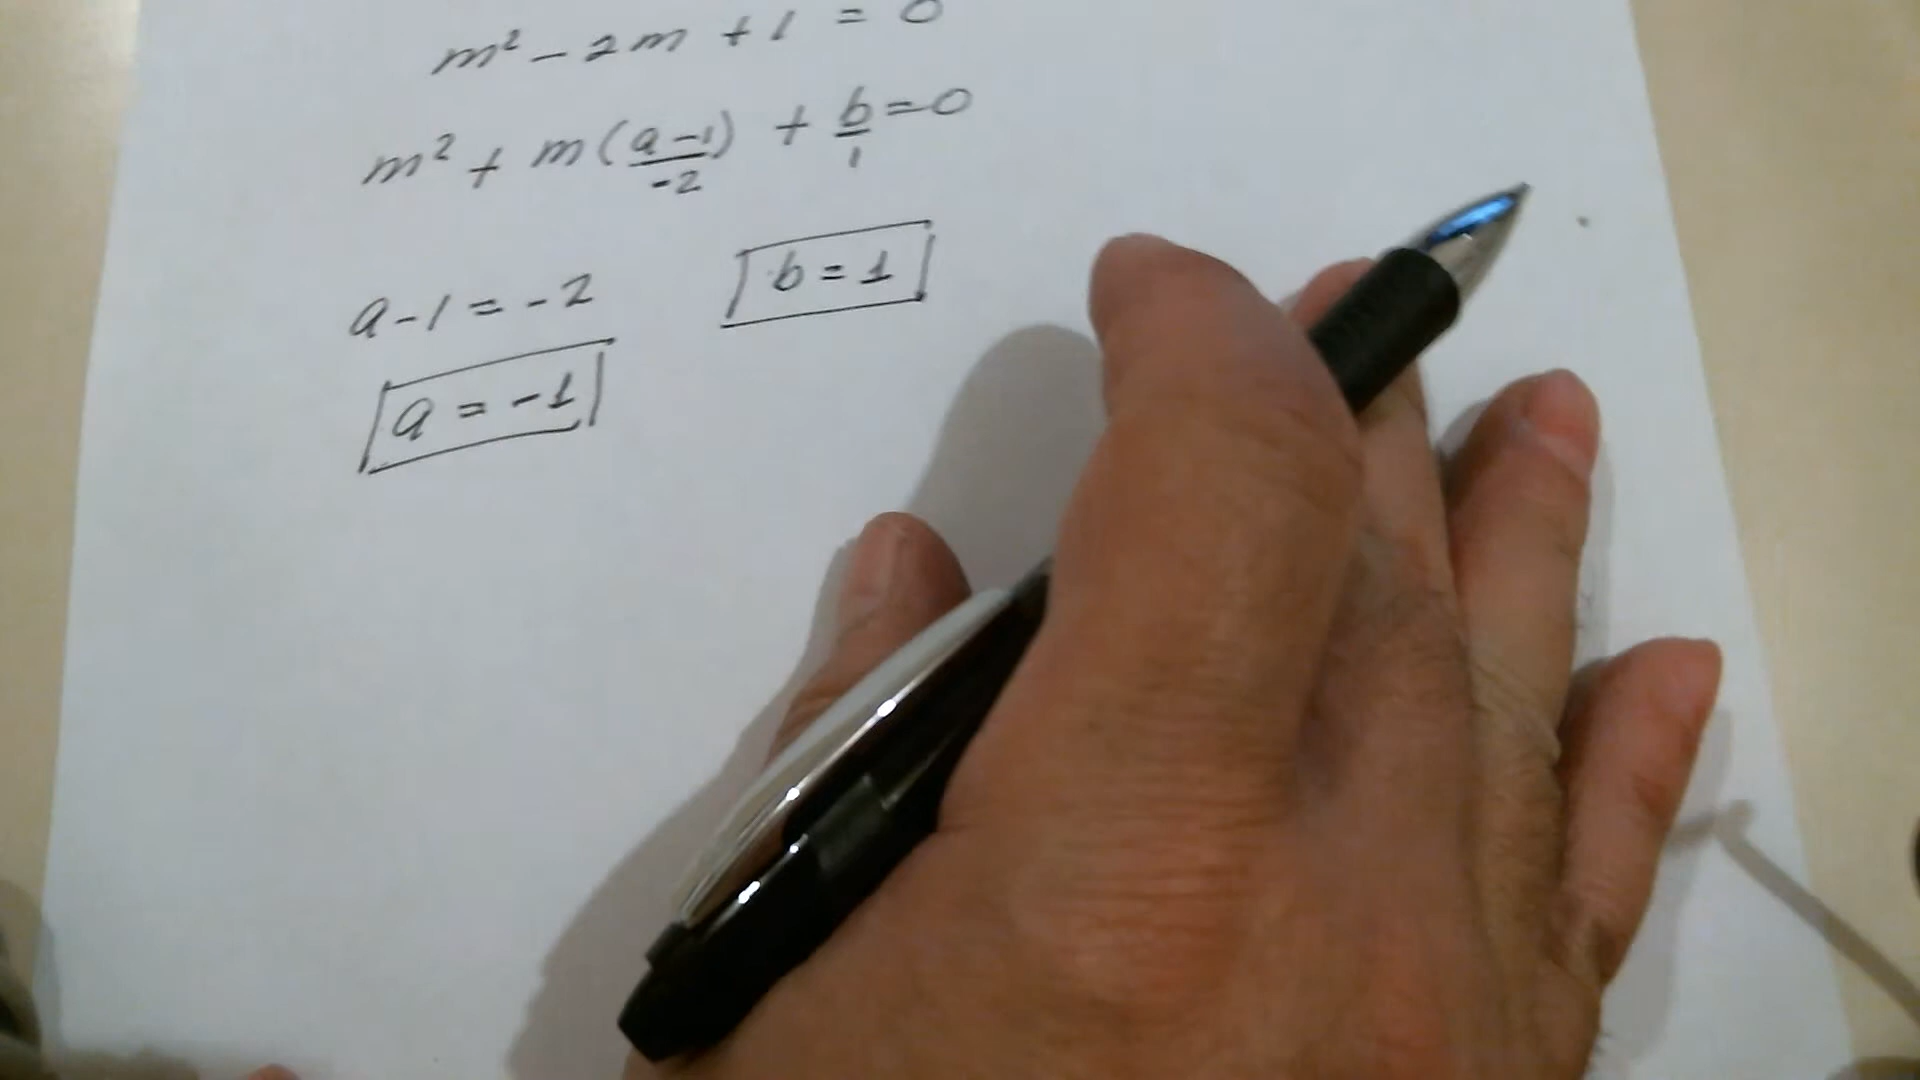 m² - 2m + 1 = 0
m² + m(a-1) + b = 0
-2 1
a - 1 = -2 b = 1
a = -1